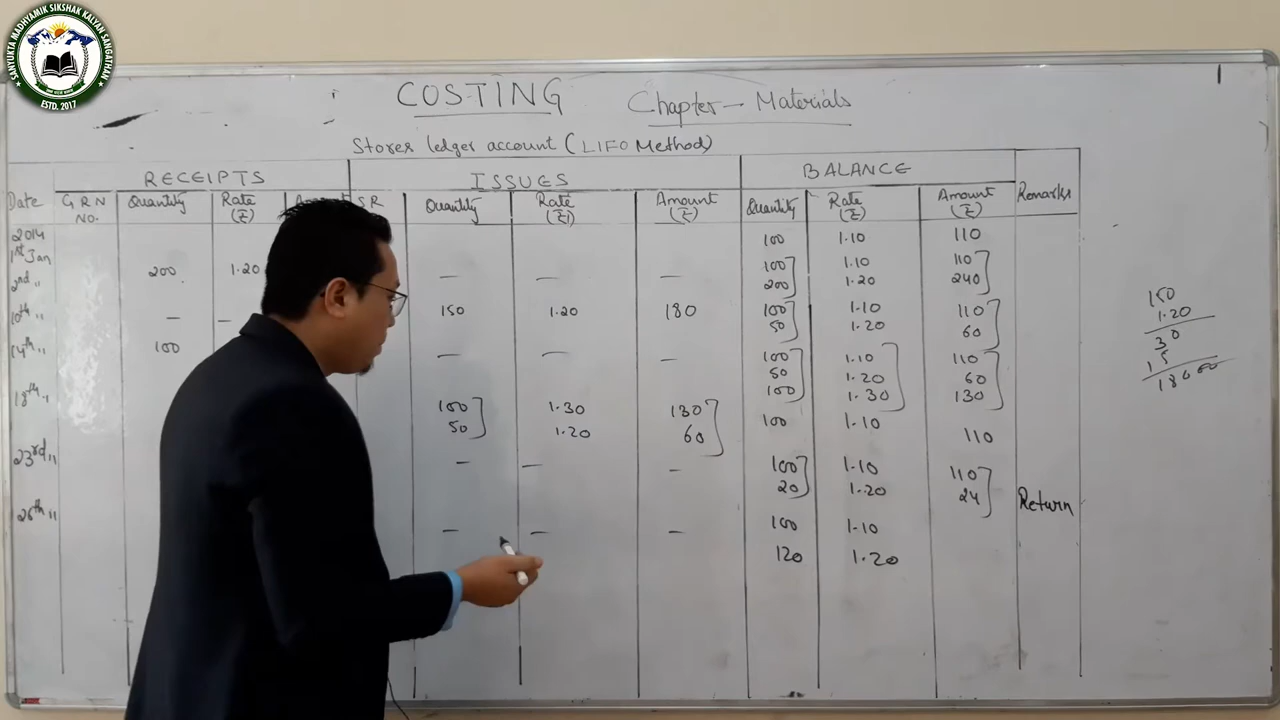 SANYUKTA MADHYAMIK SIKSHAK KALYAN SANGATHAN
ESTD. 2017
COSTING Chapter - Materials
Stores ledger account (LIFO Method)
RECEIPTS ISSUES BALANCE
Date G R N NO. Quantity Rate (₹) SR Quantity Rate (₹) Amount (₹) Quantity Rate (₹) Amount (₹) Remarks
2014
1st Jan 100 1.10 110
2nd " 200 1.20 — — — 100 1.10 110
200 1.20 240
10th " — — 150 1.20 180 100 1.10 110
50 1.20 60
14th " 100 — — — 100 1.10 110
50 1.20 60
100 1.30 130
18th " 100 1.30 130 100 1.10 110
50 1.20 60
23rd " — — — 100 1.10 110
20 1.20 24 Return
26th " — — — 100 1.10
120 1.20
150
1.20
30
15